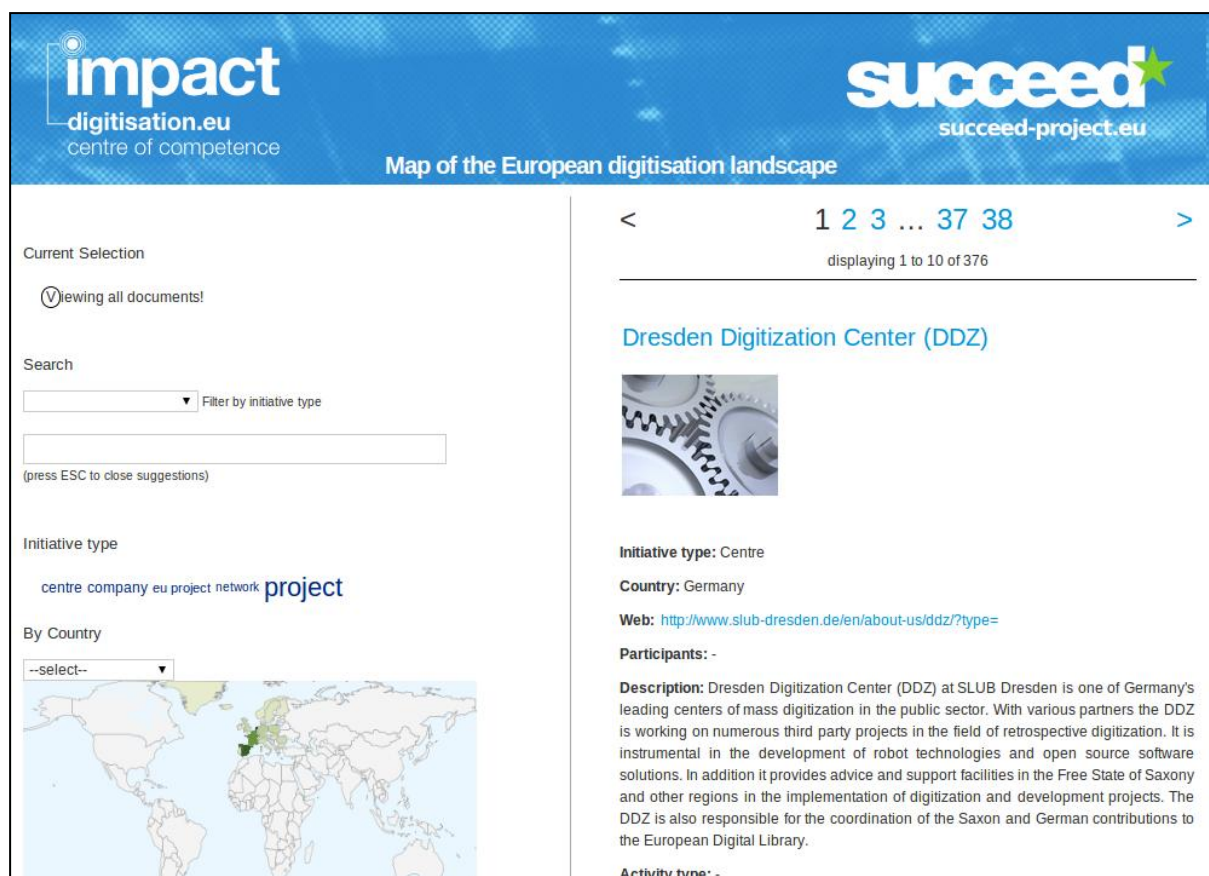 impact
digitisation.eu
centre of competence
succeed
succeed-project.eu
Map of the European digitisation landscape
Current Selection
Viewing all documents!
Search
▼ Filter by initiative type
(press ESC to close suggestions)
Initiative type
centre company eu project network project
By Country
--select-- ▼
< 1 2 3 ... 37 38 >
displaying 1 to 10 of 376
Dresden Digitization Center (DDZ)
Initiative type: Centre
Country: Germany
Web: http://www.slub-dresden.de/en/about-us/ddz/?type=
Participants: -
Description: Dresden Digitization Center (DDZ) at SLUB Dresden is one of Germany's
leading centers of mass digitization in the public sector. With various partners the DDZ
is working on numerous third party projects in the field of retrospective digitization. It is
instrumental in the development of robot technologies and open source software
solutions. In addition it provides advice and support facilities in the Free State of Saxony
and other regions in the implementation of digitization and development projects. The
DDZ is also responsible for the coordination of the Saxon and German contributions to
the European Digital Library.
Activity type: -